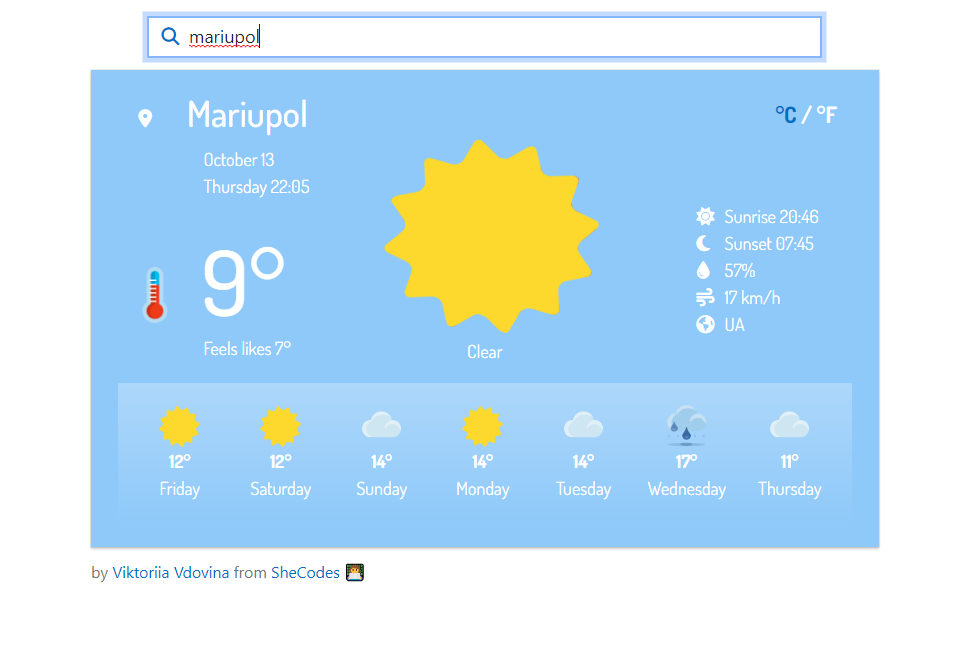 mariupol
Mariupol
°C / °F
October 13
Thursday 22:05
Sunrise 20:46
Sunset 07:45
57%
17 km/h
UA
9°
Feels likes 7°
Clear
12° 12° 14° 14° 14° 17° 11°
Friday Saturday Sunday Monday Tuesday Wednesday Thursday
by Viktoriia Vdovina from SheCodes